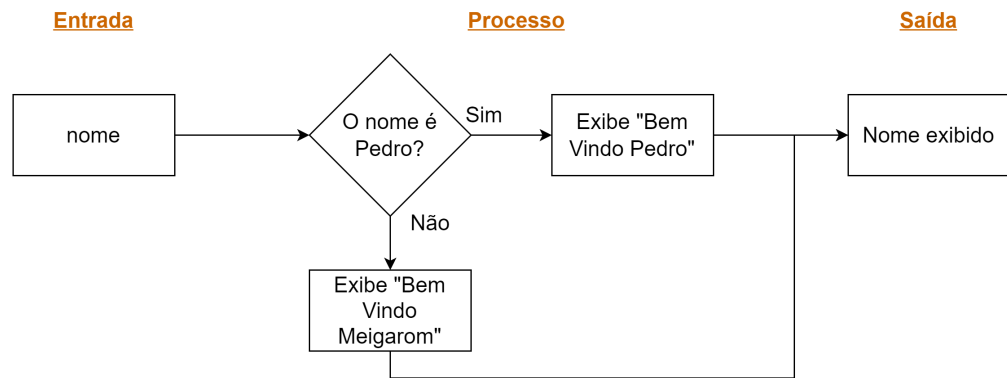 Entrada
Processo
Saída
nome
O nome é
Pedro?
Sim
Exibe "Bem
Vindo Pedro"
Nome exibido
Não
Exibe "Bem
Vindo
Meigarom"